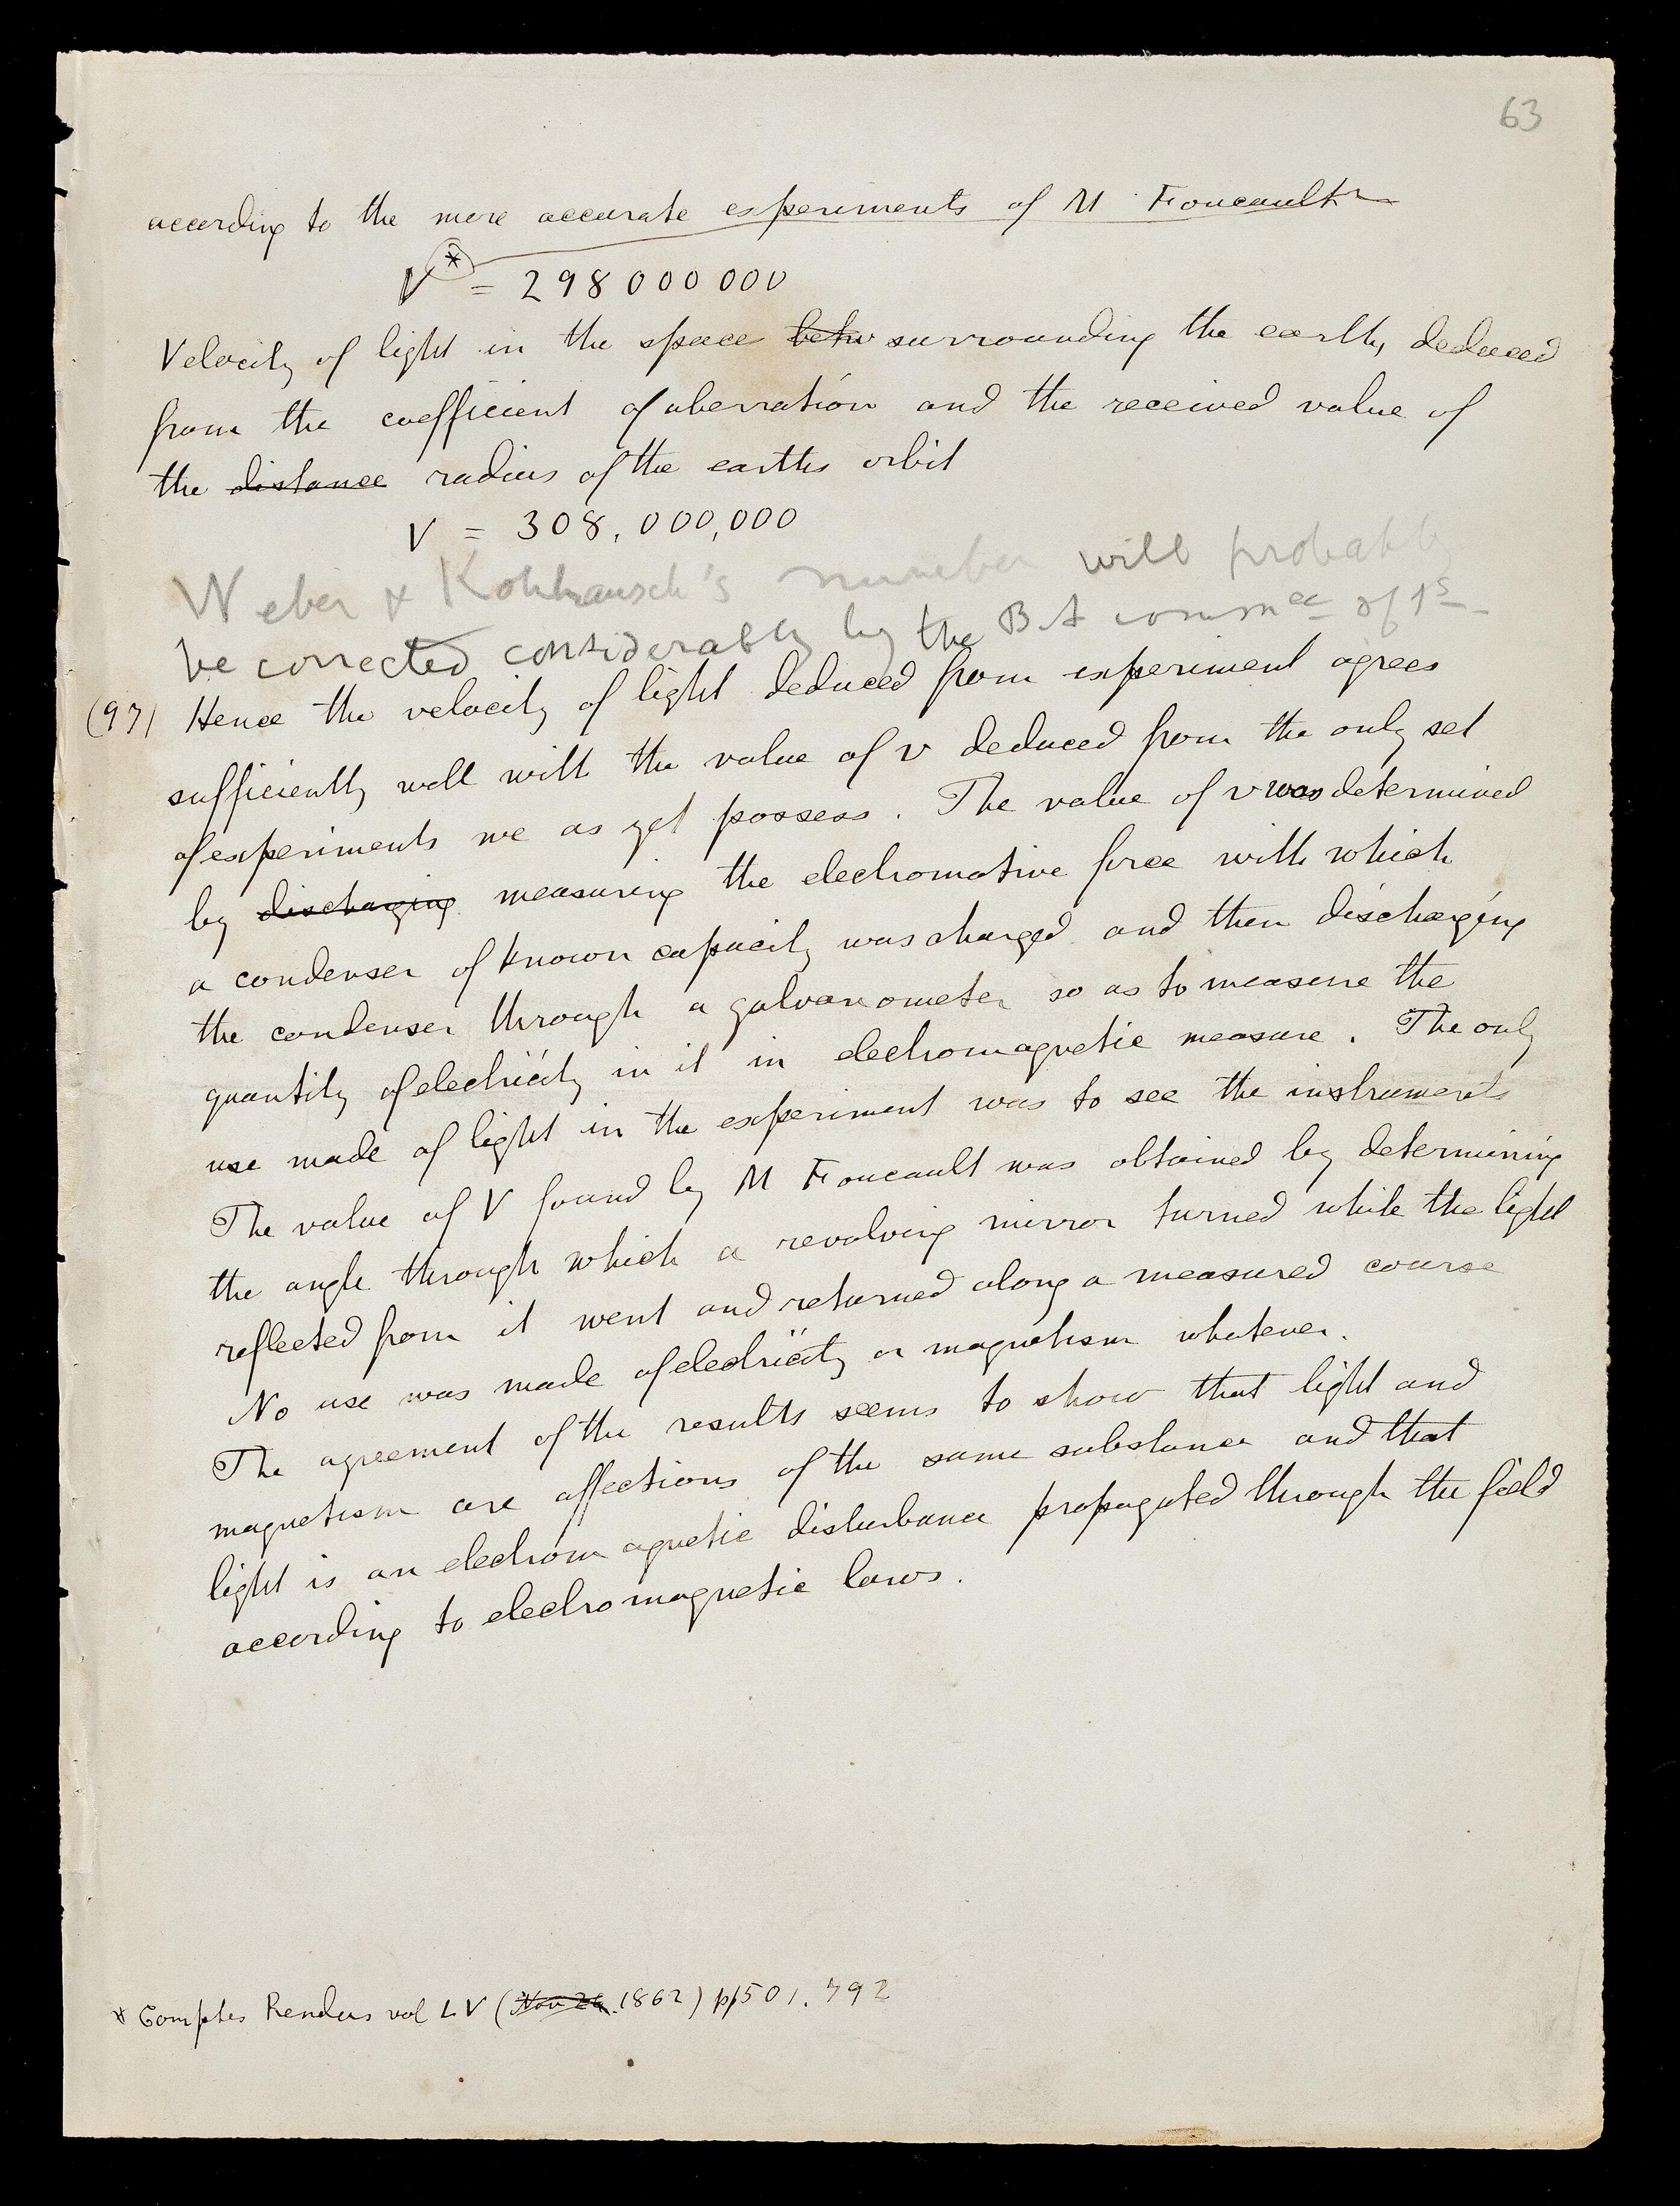 63
according to the more accurate experiments of M Foucault
V* = 298000000
Velocity of light in the space betw surrounding the earth, deduced
from the coefficient of aberration and the received value of
the distance radius of the earths orbit
V = 308,000,000
Weber & Kohlrausch's number will probably
be corrected considerably by the B A comm
(97) Hence the velocity of light deduced from experiment agrees
sufficiently well with the value of v deduced from the only set
of experiments we as yet possess. The value of v was determined
by discharging measuring the electromotive force with which
a condenser of known capacity was charged and then discharging
the condenser through a galvanometer so as to measure the
quantity of electricity in it in electromagnetic measure. The only
use made of light in the experiment was to see the instruments
The value of V found by M Foucault was obtained by determining
the angle through which a revolving mirror turned while the light
reflected from it went and returned along a measured course
No use was made of electricity or magnetism whatever.
The agreement of the results seems to show that light and
magnetism are affections of the same substance and that
light is an electromagnetic disturbance propagated through the field
according to electromagnetic laws.
* Comptes Rendus vol LV (Nov 24. 1862) pp501. 792